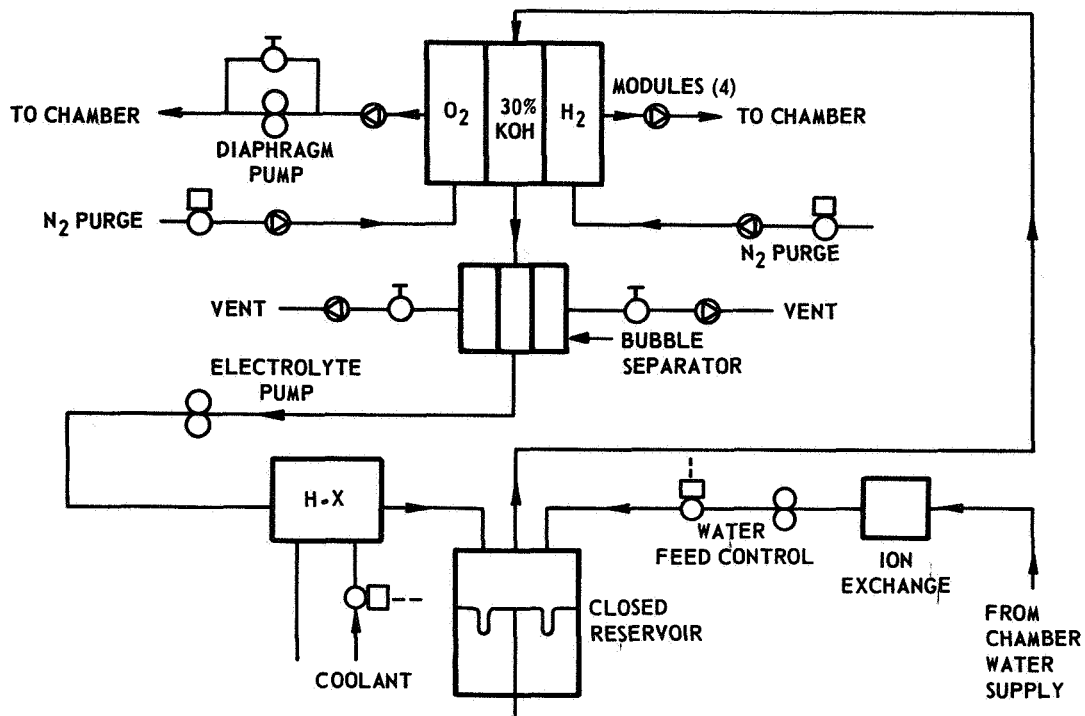 MODULES (4)
O2
30%
KOH
H2
TO CHAMBER
TO CHAMBER
DIAPHRAGM
PUMP
N2 PURGE
N2 PURGE
VENT
VENT
BUBBLE
SEPARATOR
ELECTROLYTE
PUMP
H-X
WATER
FEED CONTROL
ION
EXCHANGE
CLOSED
RESERVOIR
FROM
CHAMBER
WATER
SUPPLY
COOLANT